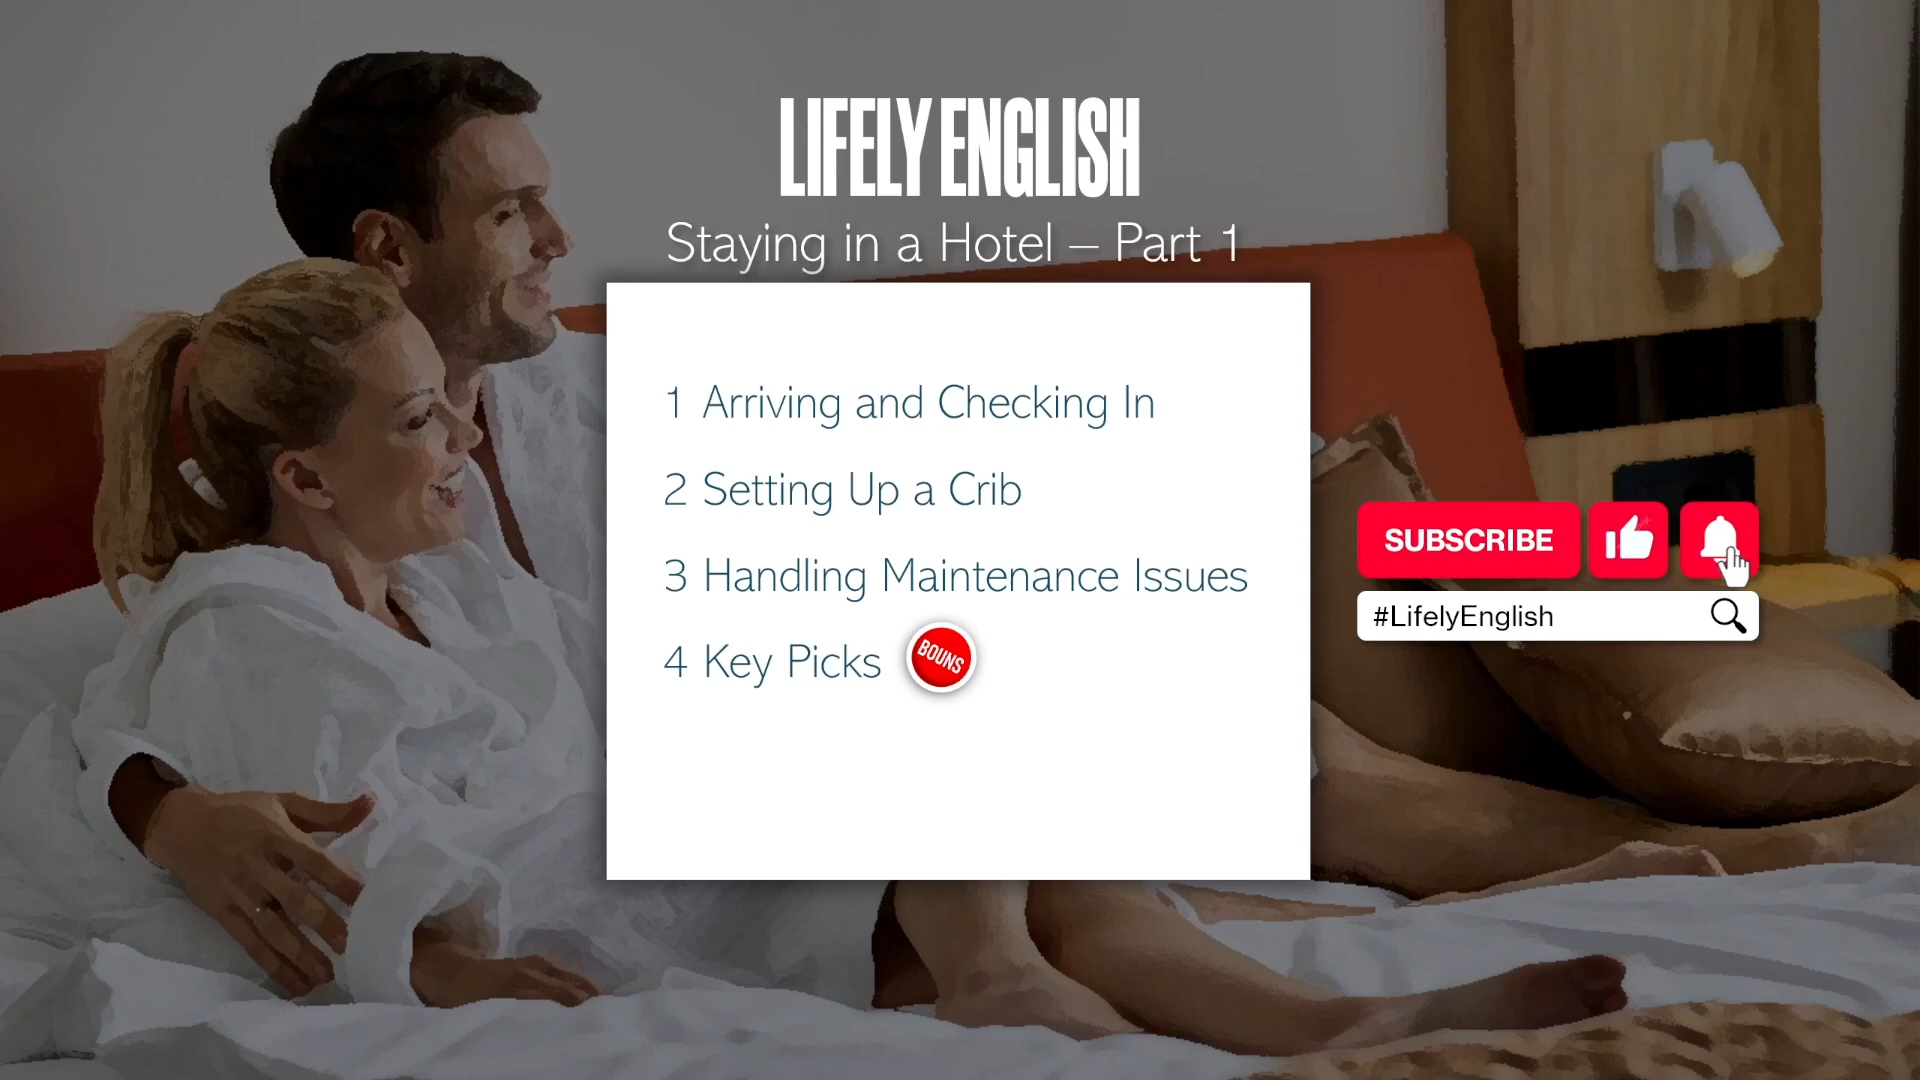 LIFELY ENGLISH
Staying in a Hotel – Part 1
1 Arriving and Checking In
2 Setting Up a Crib
3 Handling Maintenance Issues
4 Key Picks
BOUNS
SUBSCRIBE
#LifelyEnglish